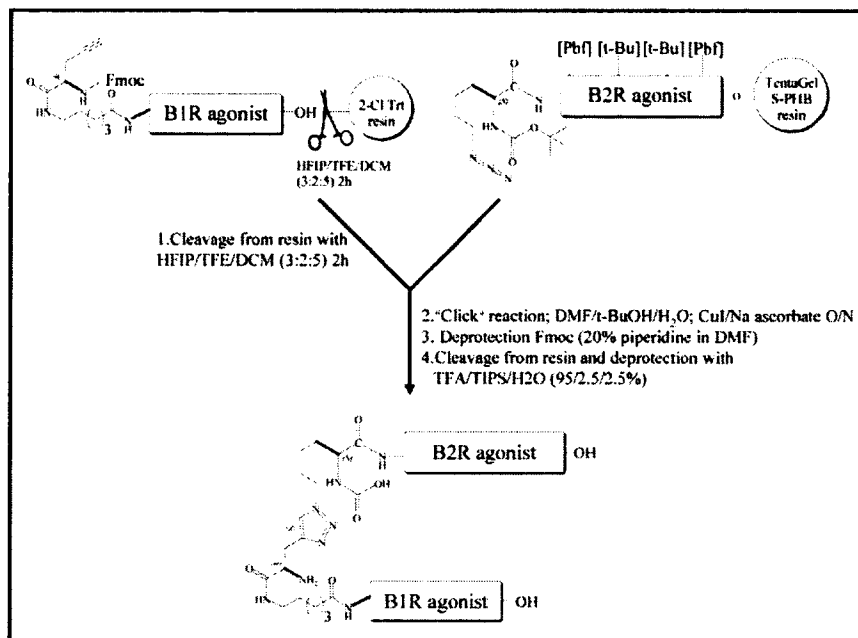 [Pbf] [t-Bu] [t-Bu] [Pbf]
Fmoc
B1R agonist
OH
2-Cl Trt
resin
HFIP/TFE/DCM
(3:2:5) 2h
B2R agonist
o
TentaGel
S-PHB
resin
1.Cleavage from resin with
HFIP/TFE/DCM (3:2:5) 2h
2."Click" reaction; DMF/t-BuOH/H2O; CuI/Na ascorbate O/N
3. Deprotection Fmoc (20% piperidine in DMF)
4.Cleavage from resin and deprotection with
TFA/TIPS/H2O (95/2.5/2.5%)
B2R agonist
OH
B1R agonist
OH